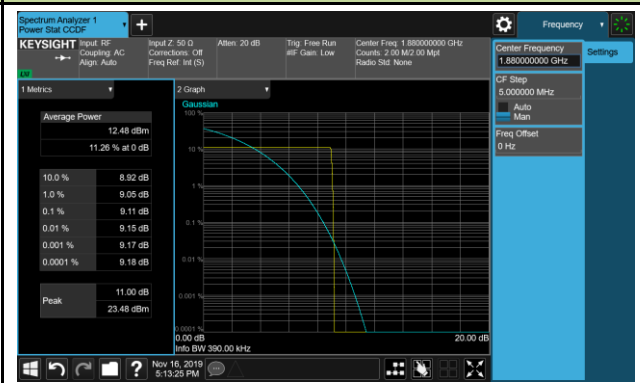 Spectrum Analyzer 1
Power Stat CCDF
Frequency
KEYSIGHT
Input: RF
Coupling: AC
Align: Auto
Input Z: 50 Ω
Corrections: Off
Freq Ref: Int (S)
Atten: 20 dB
Trig: Free Run
#IF Gain: Low
Center Freq: 1.880000000 GHz
Counts: 2.00 M/2.00 Mpt
Radio Std: None
Center Frequency
1.880000000 GHz
Settings
CF Step
5.000000 MHz
Auto
Man
Freq Offset
0 Hz
1 Metrics
Average Power
12.48 dBm
11.26 % at 0 dB
10.0 % 8.92 dB
1.0 % 9.05 dB
0.1 % 9.11 dB
0.01 % 9.15 dB
0.001 % 9.17 dB
0.0001 % 9.18 dB
Peak
11.00 dB
23.48 dBm
2 Graph
Gaussian
100 %
10 %
1 %
0.1 %
0.01 %
0.001 %
0.0001 %
0.00 dB
20.00 dB
Info BW 390.00 kHz
Nov 16, 2019
5:13:25 PM